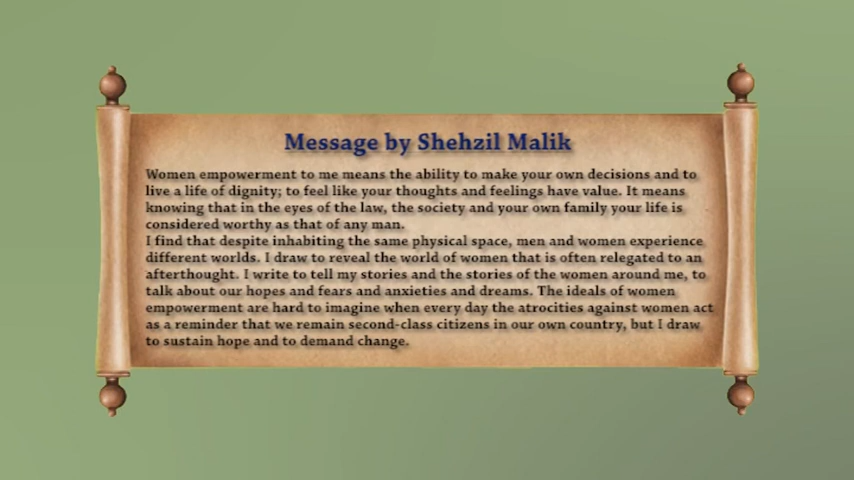 Message by Shehzil Malik
Women empowerment to me means the ability to make your own decisions and to
live a life of dignity; to feel like your thoughts and feelings have value. It means
knowing that in the eyes of the law, the society and your own family your life is
considered worthy as that of any man.
I find that despite inhabiting the same physical space, men and women experience
different worlds. I draw to reveal the world of women that is often relegated to an
afterthought. I write to tell my stories and the stories of the women around me, to
talk about our hopes and fears and anxieties and dreams. The ideals of women
empowerment are hard to imagine when every day the atrocities against women act
as a reminder that we remain second-class citizens in our own country, but I draw
to sustain hope and to demand change.